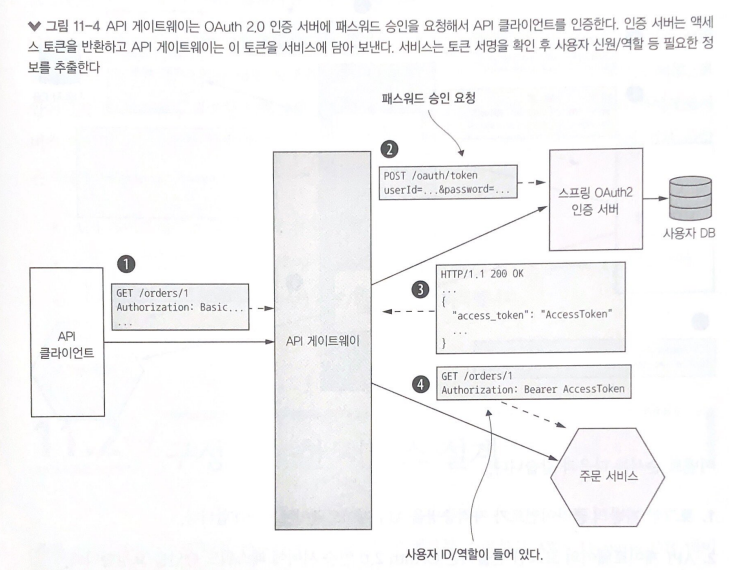 ▼ 그림 11-4 API 게이트웨이는 OAuth 2.0 인증 서버에 패스워드 승인을 요청해서 API 클라이언트를 인증한다. 인증 서버는 액세
스 토큰을 반환하고 API 게이트웨이는 이 토큰을 서비스에 담아 보낸다. 서비스는 토큰 서명을 확인 후 사용자 신원/역할 등 필요한 정
보를 추출한다
패스워드 승인 요청
2
POST /oauth/token
userId=...&password=...
스프링 OAuth2
인증 서버
사용자 DB
1
GET /orders/1
Authorization: Basic...
...
API
클라이언트
API 게이트웨이
3
HTTP/1.1 200 OK
...
{
"access_token": "AccessToken"
...
}
4
GET /orders/1
Authorization: Bearer AccessToken
주문 서비스
사용자 ID/역할이 들어 있다.